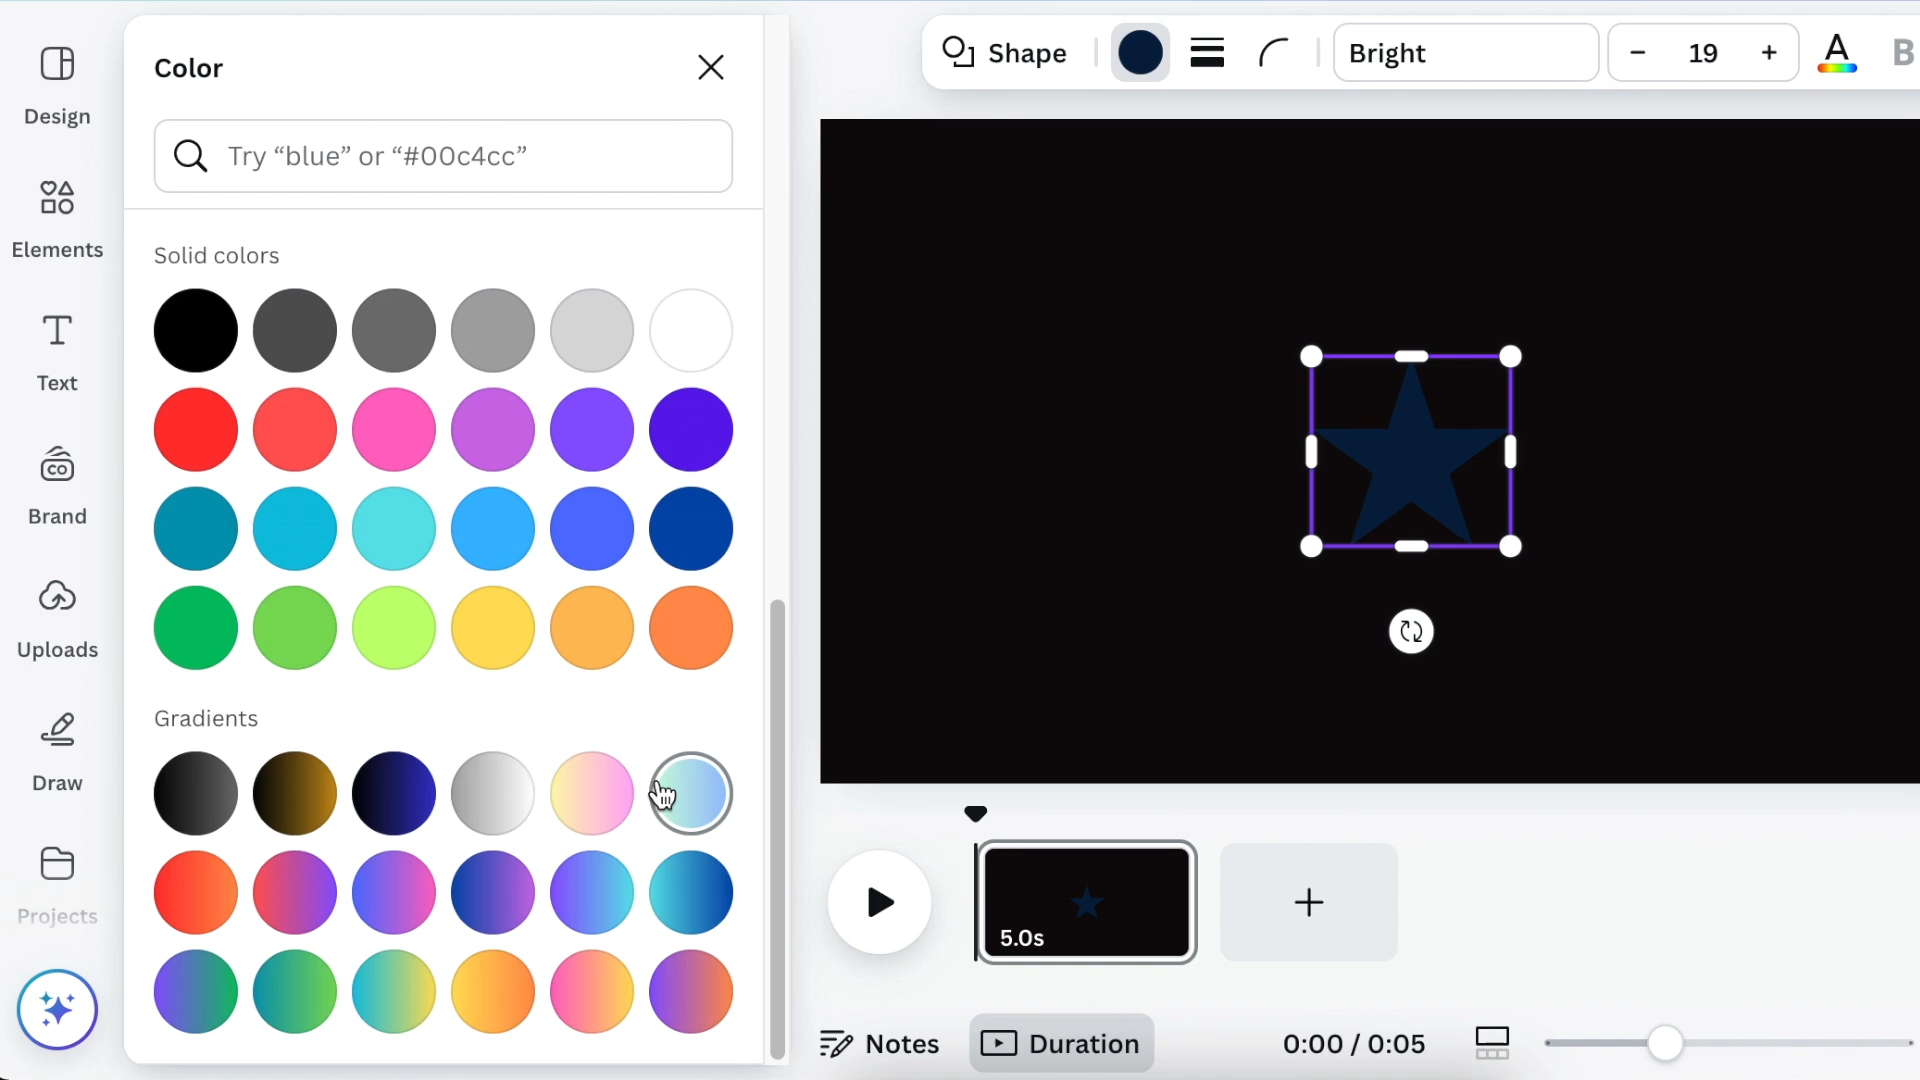 Design
Elements
Text
CO
Brand
Uploads
Draw
Projects
Color
Try “blue” or “#00c4cc”
Solid colors
Gradients
Shape
Bright
− 19 +
A
B
5.0s
+
Notes
Duration
0:00 / 0:05